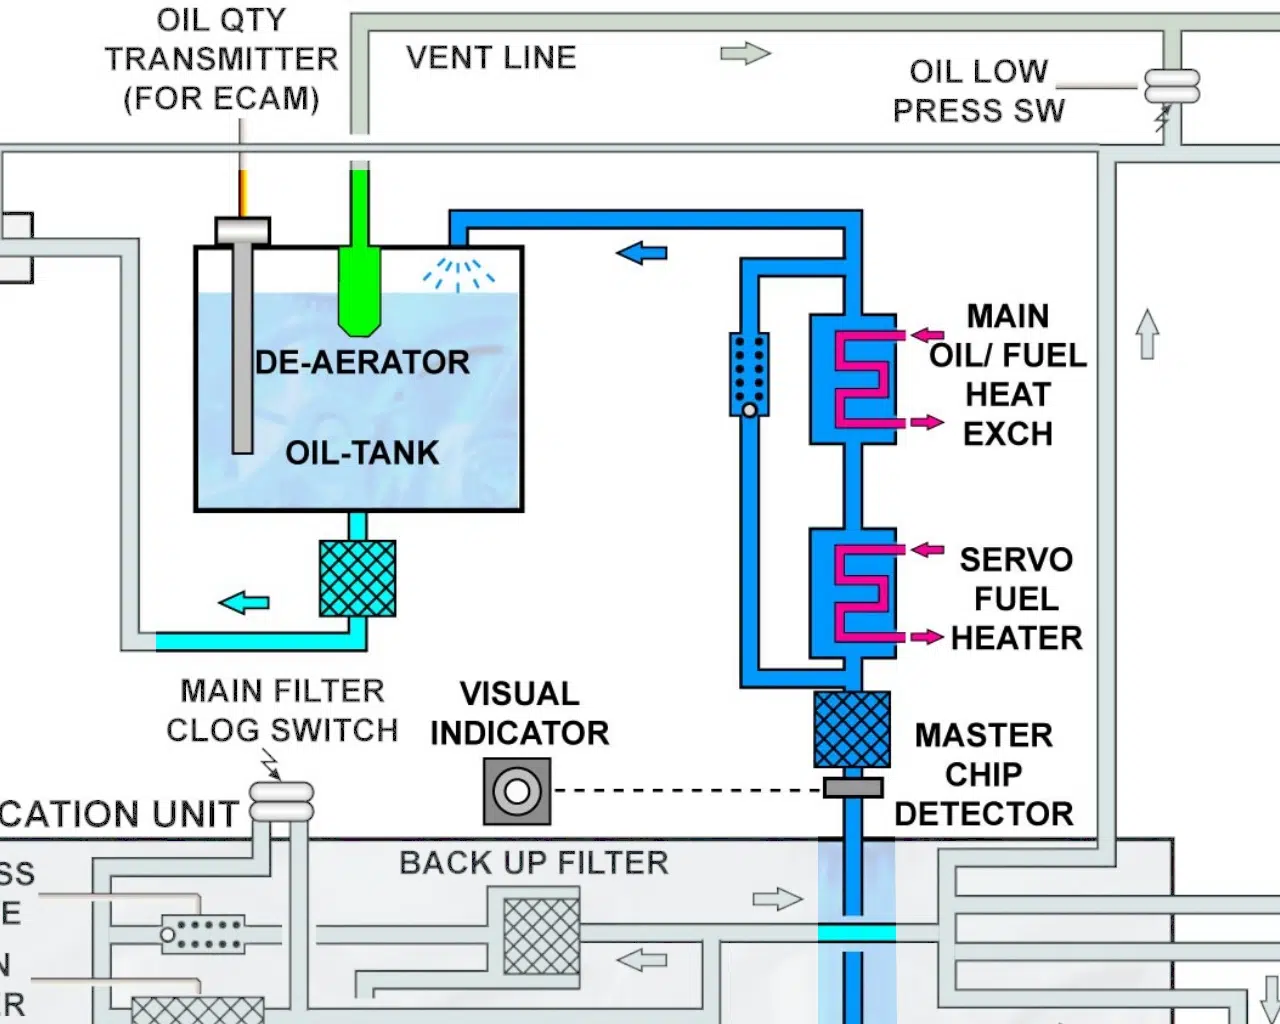 OIL QTY
TRANSMITTER
(FOR ECAM)
VENT LINE
OIL LOW
PRESS SW
MAIN
OIL/ FUEL
HEAT
EXCH
DE-AERATOR
OIL-TANK
SERVO
FUEL
HEATER
MAIN FILTER
CLOG SWITCH
VISUAL
INDICATOR
MASTER
CHIP
DETECTOR
CATION UNIT
BACK UP FILTER
SS
E
N
ER